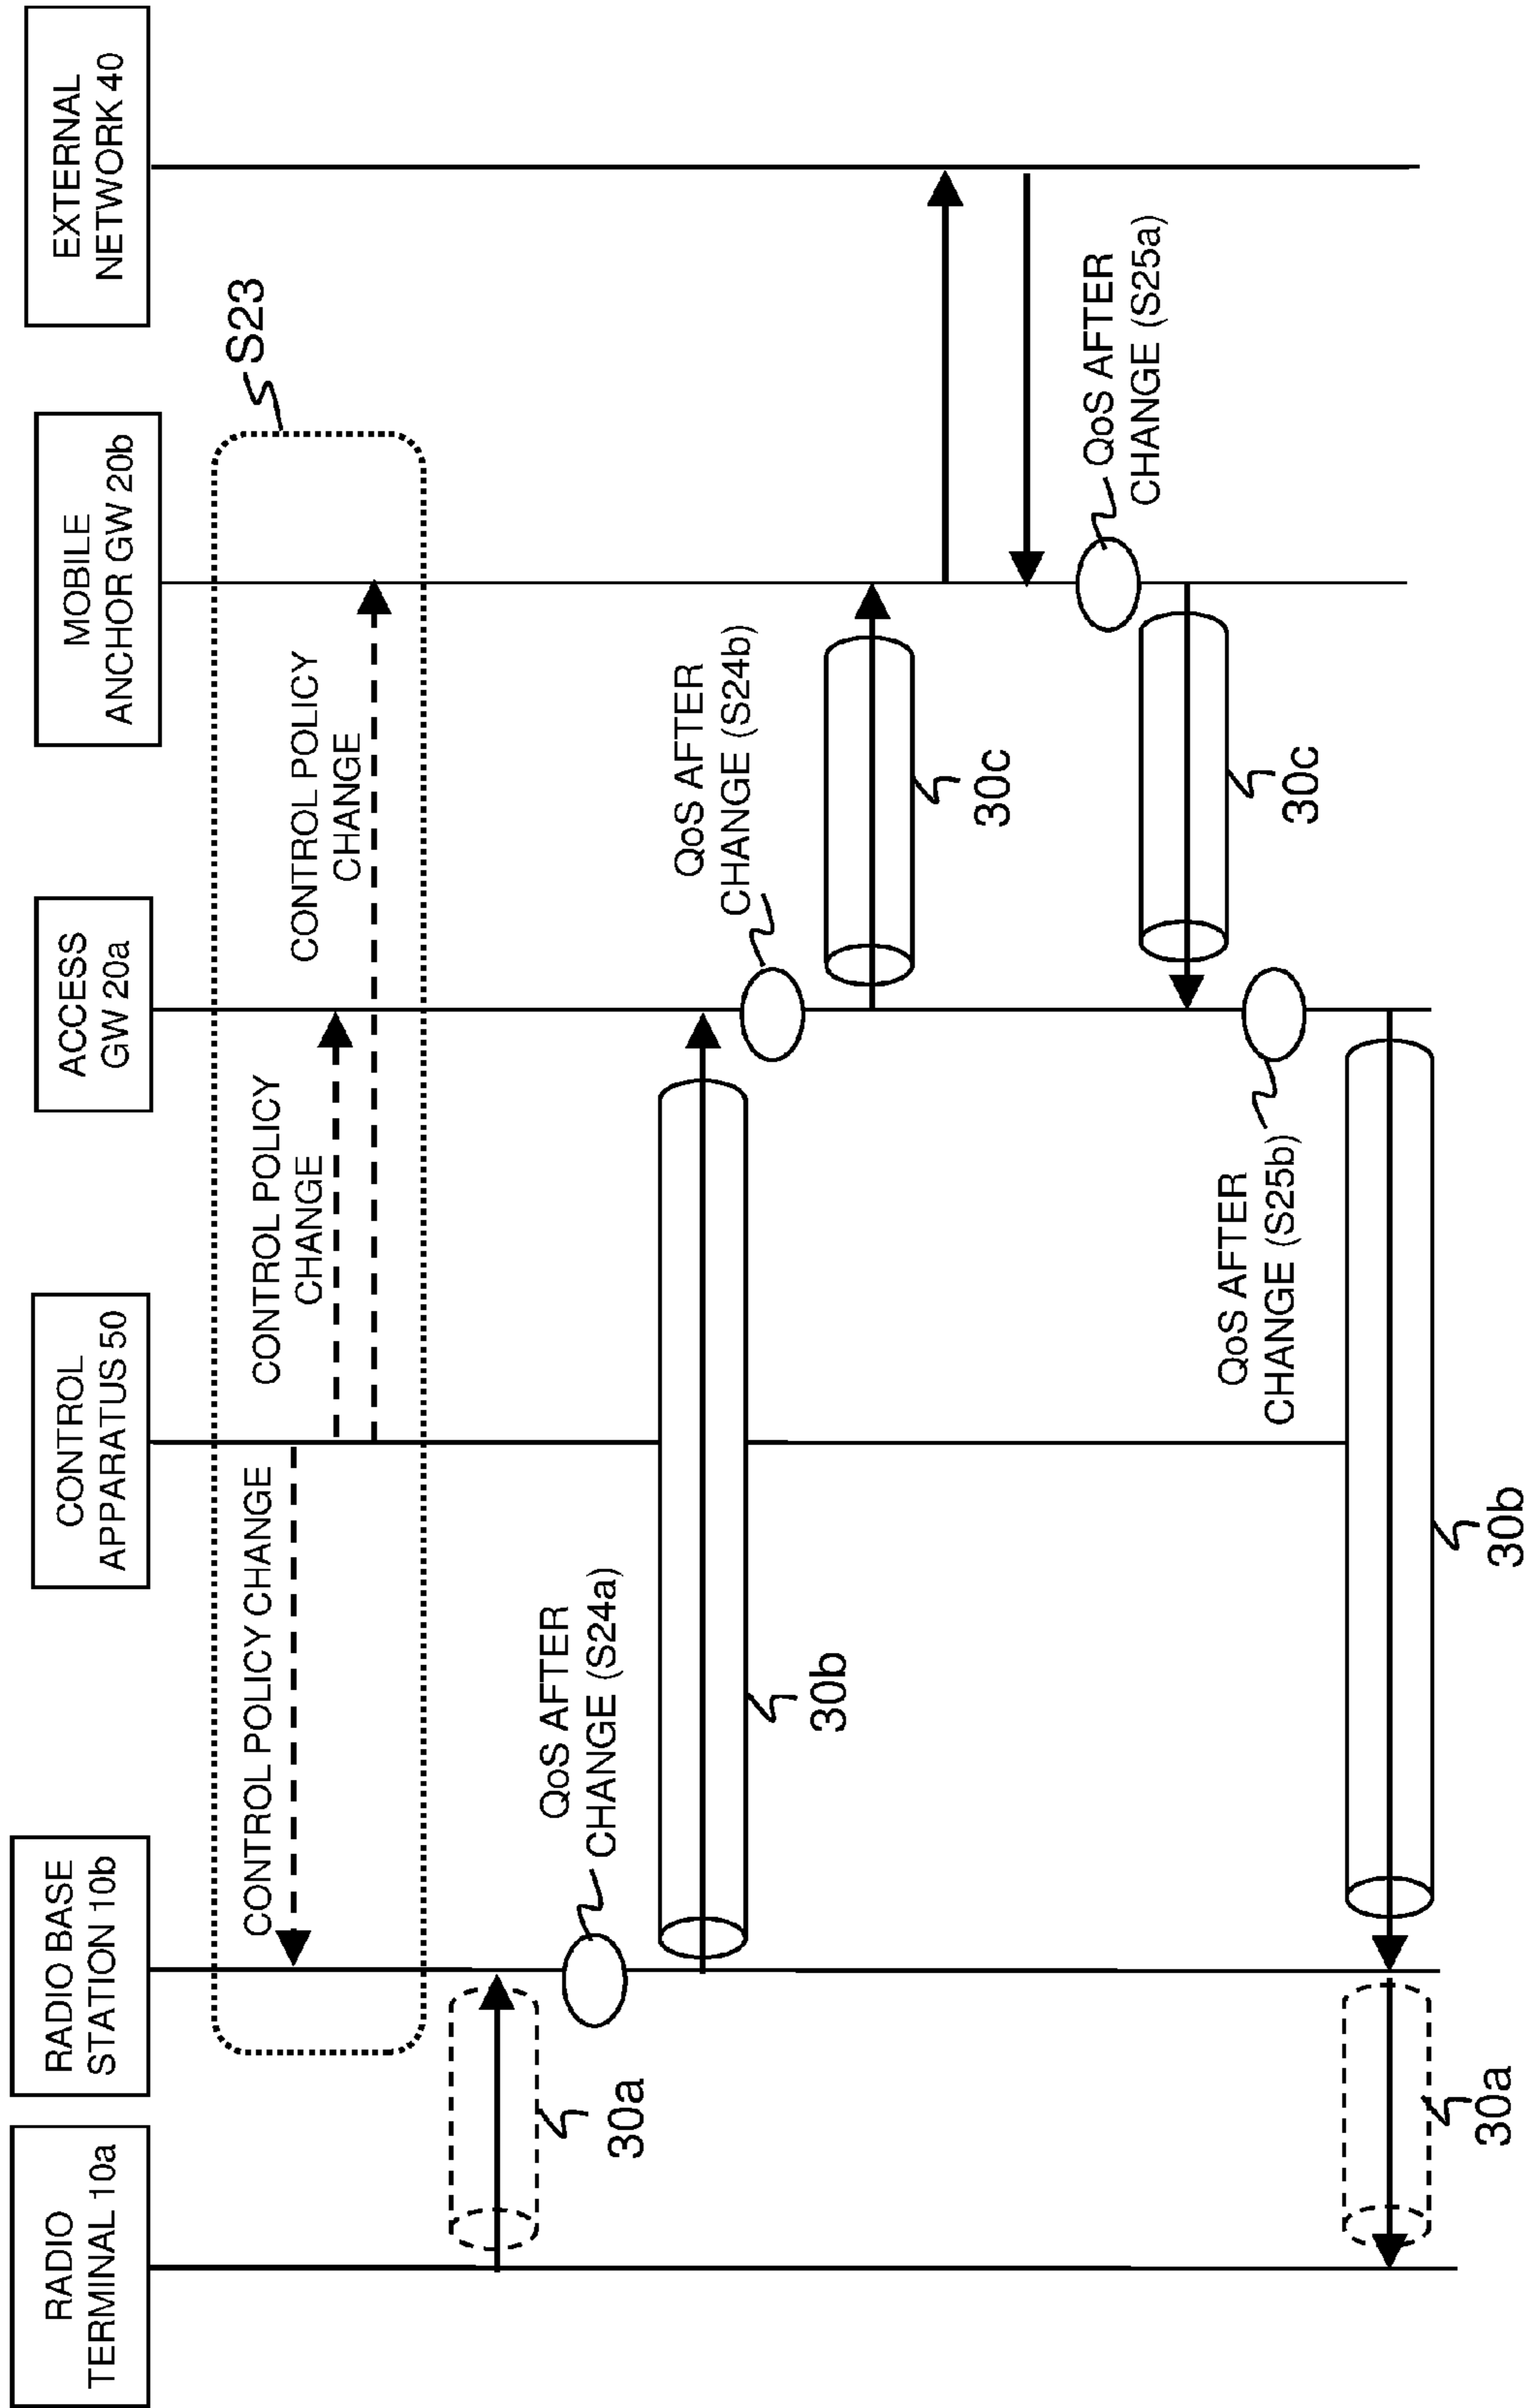 RADIO
TERMINAL 10a
RADIO BASE
STATION 10b
CONTROL
APPARATUS 50
ACCESS
GW 20a
MOBILE
ANCHOR GW 20b
EXTERNAL
NETWORK 40
S23
CONTROL POLICY CHANGE
CONTROL POLICY
CHANGE
CONTROL POLICY
CHANGE
30a
QoS AFTER
CHANGE (S24a)
30b
QoS AFTER
CHANGE (S24b)
30c
QoS AFTER
CHANGE (S25a)
30c
QoS AFTER
CHANGE (S25b)
30b
30a